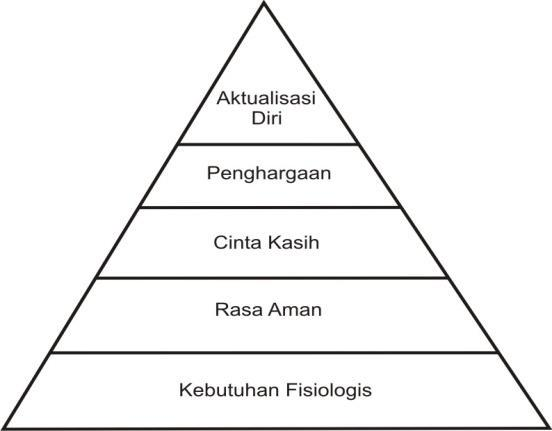 Aktualisasi
Diri
Penghargaan
Cinta Kasih
Rasa Aman
Kebutuhan Fisiologis